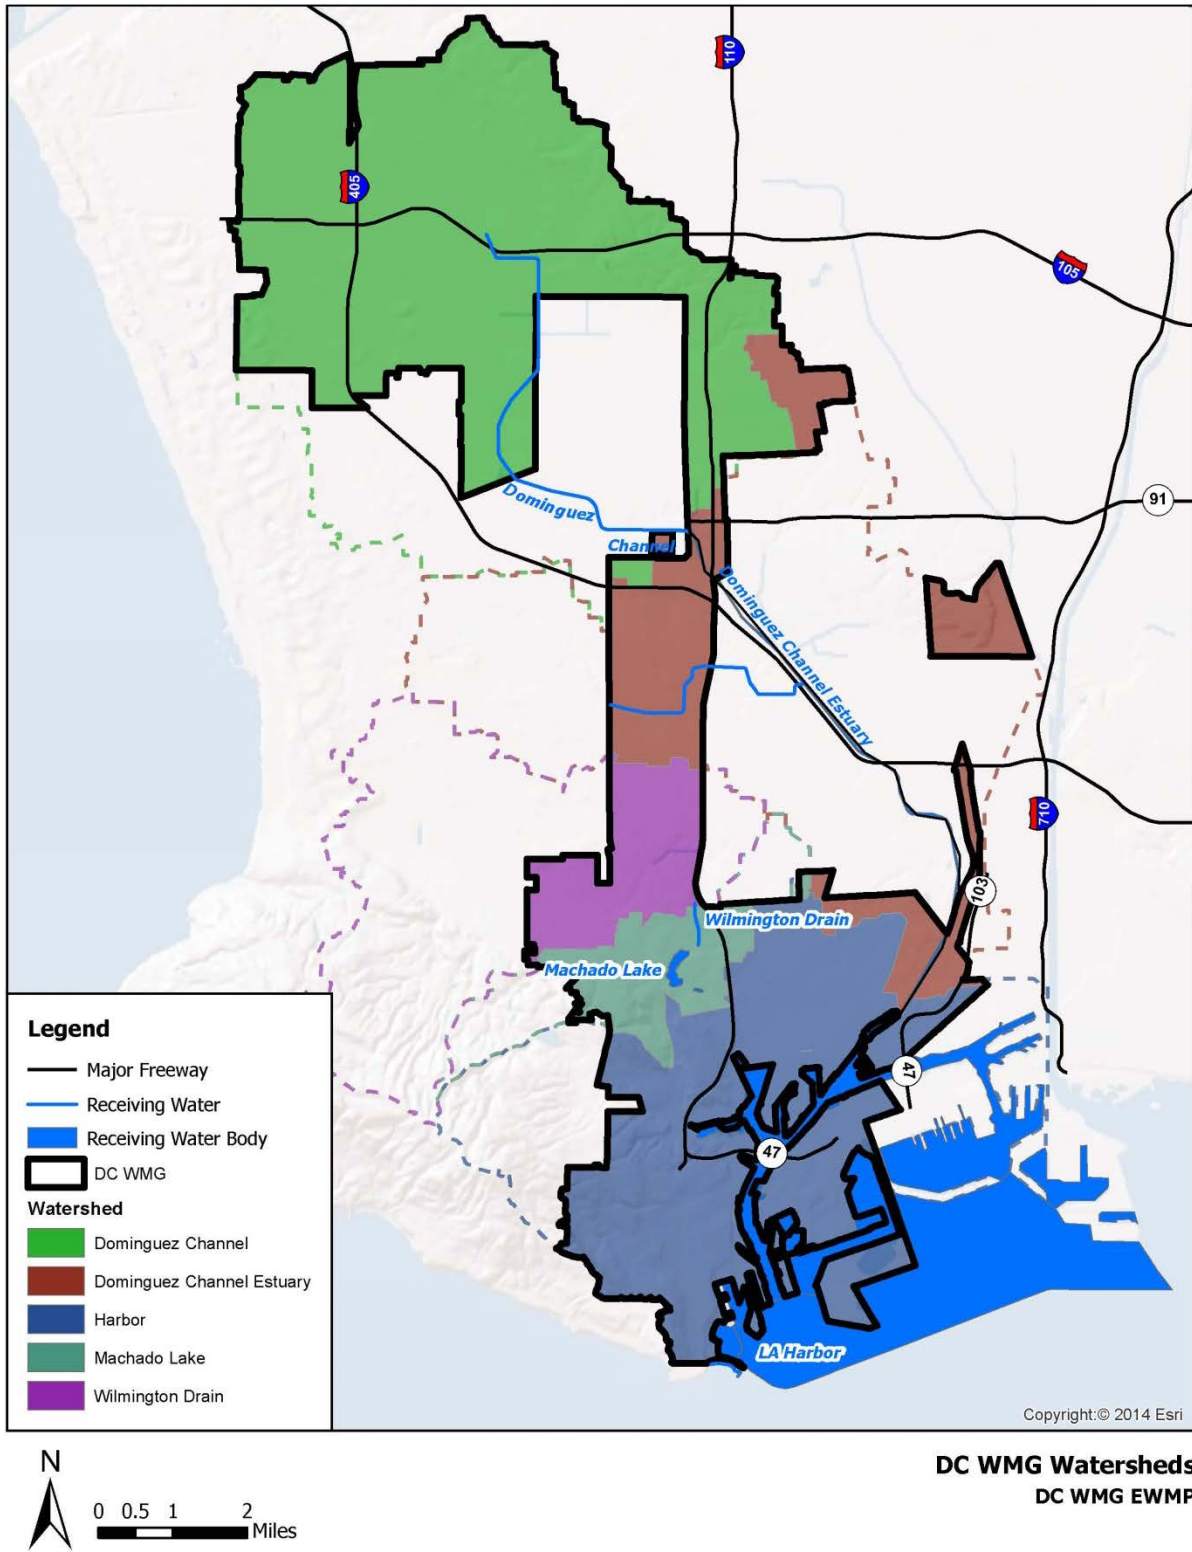 110
405
105
91
Dominguez
Channel
Dominguez Channel Estuary
710
103
Wilmington Drain
Machado Lake
47
47
LA Harbor
Legend
Major Freeway
Receiving Water
Receiving Water Body
DC WMG
Watershed
Dominguez Channel
Dominguez Channel Estuary
Harbor
Machado Lake
Wilmington Drain
Copyright:© 2014 Esri
N
0 0.5 1 2
Miles
DC WMG Watersheds
DC WMG EWMP